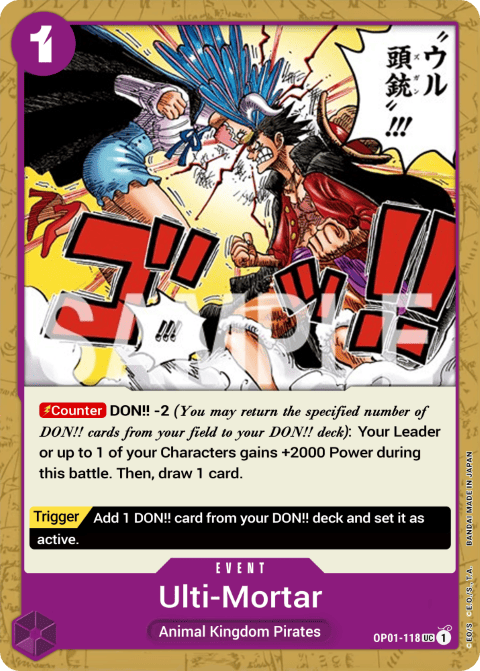 1
“ウル
頭銃”!!!
ズガン
ゴッ!!
!!!
SAMPLE
Counter DON!! -2 (You may return the specified number of
DON!! cards from your field to your DON!! deck): Your Leader
or up to 1 of your Characters gains +2000 Power during
this battle. Then, draw 1 card.
Trigger Add 1 DON!! card from your DON!! deck and set it as
active.
EVENT
Ulti-Mortar
Animal Kingdom Pirates
OP01-118 UC 1
©E.O./S. ©E.O./S.,T.A. BANDAI MADE IN JAPAN